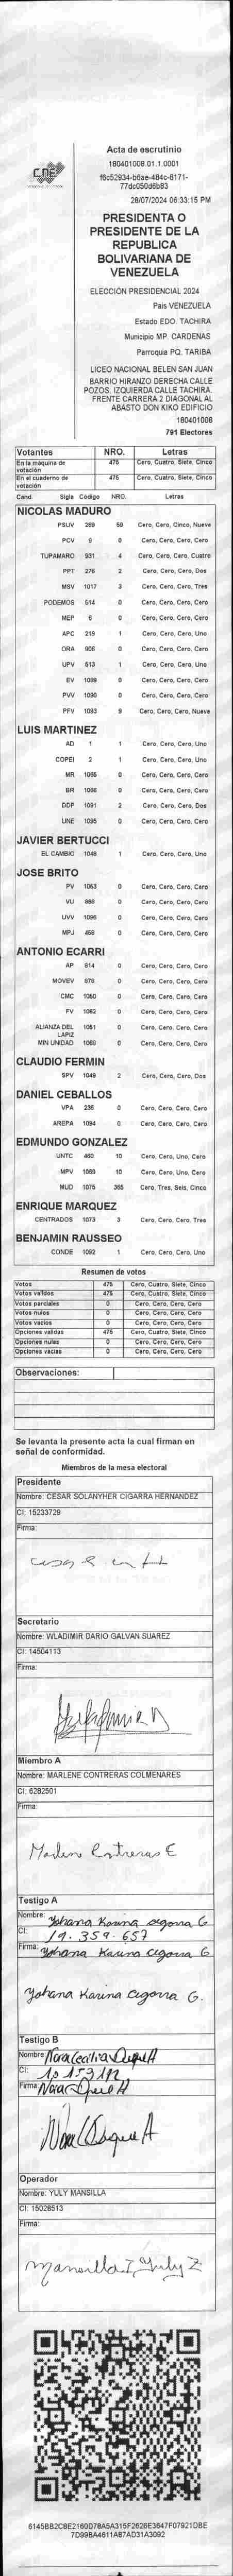 CNE
Acta de escrutinio
180401008.01.1.0001
f6c52934-b6ae-484c-8171-
77dc050d6b83
28/07/2024 06:33:15 PM
PRESIDENTA O
PRESIDENTE DE LA
REPUBLICA
BOLIVARIANA DE
VENEZUELA
ELECCIÓN PRESIDENCIAL 2024
Pais VENEZUELA
Estado EDO. TACHIRA
Municipio MP. CARDENAS
Parroquia PQ. TARIBA
LICEO NACIONAL BELEN SAN JUAN
BARRIO HIRANZO DERECHA CALLE
POZOS. IZQUIERDA CALLE TACHIRA.
FRENTE CARRERA 2 DIAGONAL AL
ABASTO DON KIKO EDIFICIO
180401008
791 Electores
Votantes NRO. Letras
En la máquina de votación 475 Cero, Cuatro, Siete, Cinco
En el cuaderno de votación 475 Cero, Cuatro, Siete, Cinco
Cand. Sigla Código NRO. Letras
NICOLAS MADURO
PSUV 259 59 Cero, Cero, Cinco, Nueve
PCV 9 0 Cero, Cero, Cero, Cero
TUPAMARO 931 4 Cero, Cero, Cero, Cuatro
PPT 276 2 Cero, Cero, Cero, Dos
MSV 1017 3 Cero, Cero, Cero, Tres
PODEMOS 514 0 Cero, Cero, Cero, Cero
MEP 6 0 Cero, Cero, Cero, Cero
APC 219 1 Cero, Cero, Cero, Uno
ORA 906 0 Cero, Cero, Cero, Cero
UPV 513 1 Cero, Cero, Cero, Uno
EV 1089 0 Cero, Cero, Cero, Cero
PVV 1090 0 Cero, Cero, Cero, Cero
PFV 1093 9 Cero, Cero, Cero, Nueve
LUIS MARTINEZ
AD 1 1 Cero, Cero, Cero, Uno
COPEI 2 1 Cero, Cero, Cero, Uno
MR 1065 0 Cero, Cero, Cero, Cero
BR 1066 0 Cero, Cero, Cero, Cero
DDP 1091 2 Cero, Cero, Cero, Dos
UNE 1095 0 Cero, Cero, Cero, Cero
JAVIER BERTUCCI
EL CAMBIO 1048 1 Cero, Cero, Cero, Uno
JOSE BRITO
PV 1063 0 Cero, Cero, Cero, Cero
VU 869 0 Cero, Cero, Cero, Cero
UVV 1096 0 Cero, Cero, Cero, Cero
MPJ 458 0 Cero, Cero, Cero, Cero
ANTONIO ECARRI
AP 814 0 Cero, Cero, Cero, Cero
MOVEV 978 0 Cero, Cero, Cero, Cero
CMC 1050 0 Cero, Cero, Cero, Cero
FV 1062 0 Cero, Cero, Cero, Cero
ALIANZA DEL LAPIZ 1051 0 Cero, Cero, Cero, Cero
MIN UNIDAD 1068 0 Cero, Cero, Cero, Cero
CLAUDIO FERMIN
SPV 1049 2 Cero, Cero, Cero, Dos
DANIEL CEBALLOS
VPA 236 0 Cero, Cero, Cero, Cero
AREPA 1094 0 Cero, Cero, Cero, Cero
EDMUNDO GONZALEZ
UNTC 460 10 Cero, Cero, Uno, Cero
MPV 1069 10 Cero, Cero, Uno, Cero
MUD 1075 365 Cero, Tres, Seis, Cinco
ENRIQUE MARQUEZ
CENTRADOS 1073 3 Cero, Cero, Cero, Tres
BENJAMIN RAUSSEO
CONDE 1092 1 Cero, Cero, Cero, Uno
Resumen de votos
Votos 475 Cero, Cuatro, Siete, Cinco
Votos validos 475 Cero, Cuatro, Siete, Cinco
Votos parciales 0 Cero, Cero, Cero, Cero
Votos nulos 0 Cero, Cero, Cero, Cero
Votos vacios 0 Cero, Cero, Cero, Cero
Opciones validas 475 Cero, Cuatro, Siete, Cinco
Opciones nulas 0 Cero, Cero, Cero, Cero
Opciones vacias 0 Cero, Cero, Cero, Cero
Observaciones:
Se levanta la presente acta la cual firman en
señal de conformidad.
Miembros de la mesa electoral
Presidente
Nombre: CESAR SOLANYHER CIGARRA HERNANDEZ
CI: 15233729
Firma:
Secretario
Nombre: WLADIMIR DARIO GALVAN SUAREZ
CI: 14504113
Firma:
Miembro A
Nombre: MARLENE CONTRERAS COLMENARES
CI: 6282501
Firma:
Marlene Contreras C
Testigo A
Nombre: Yohana Karina G
CI: 19.359.657
Firma: Yohana Karina G
Yohana Karina G.
Testigo B
Nombre: Nora Cecilia Duque H
CI:
Firma: Nora Duque H
Operador
Nombre: YULY MANSILLA
CI: 15028513
Firma:
Mansilla I Yuly Z
6145BB2C8E2160D78A5A315F2626E3647F07921DBE
7D99BA4611A87AD31A3092